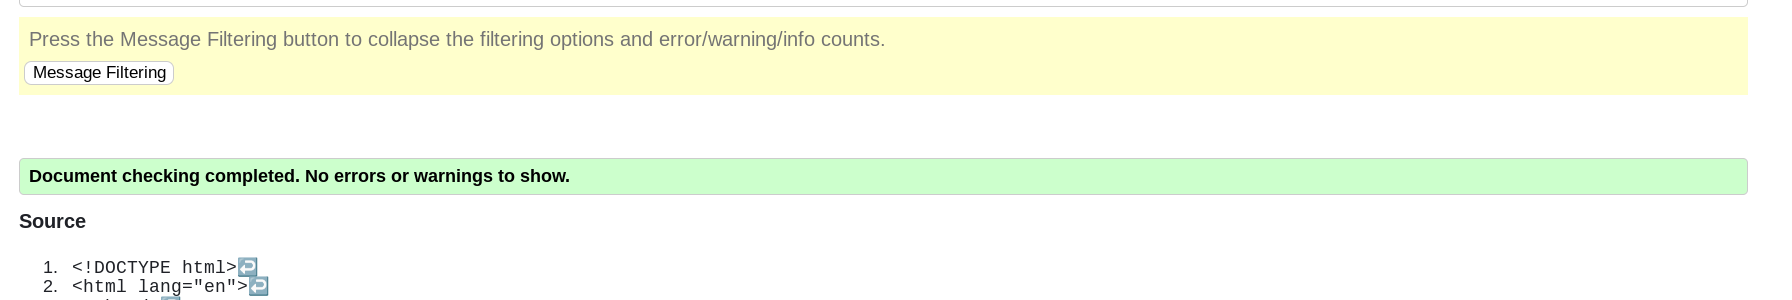 Press the Message Filtering button to collapse the filtering options and error/warning/info counts.
Message Filtering
Document checking completed. No errors or warnings to show.
Source
1. <!DOCTYPE html>↩
2. <html lang="en">↩